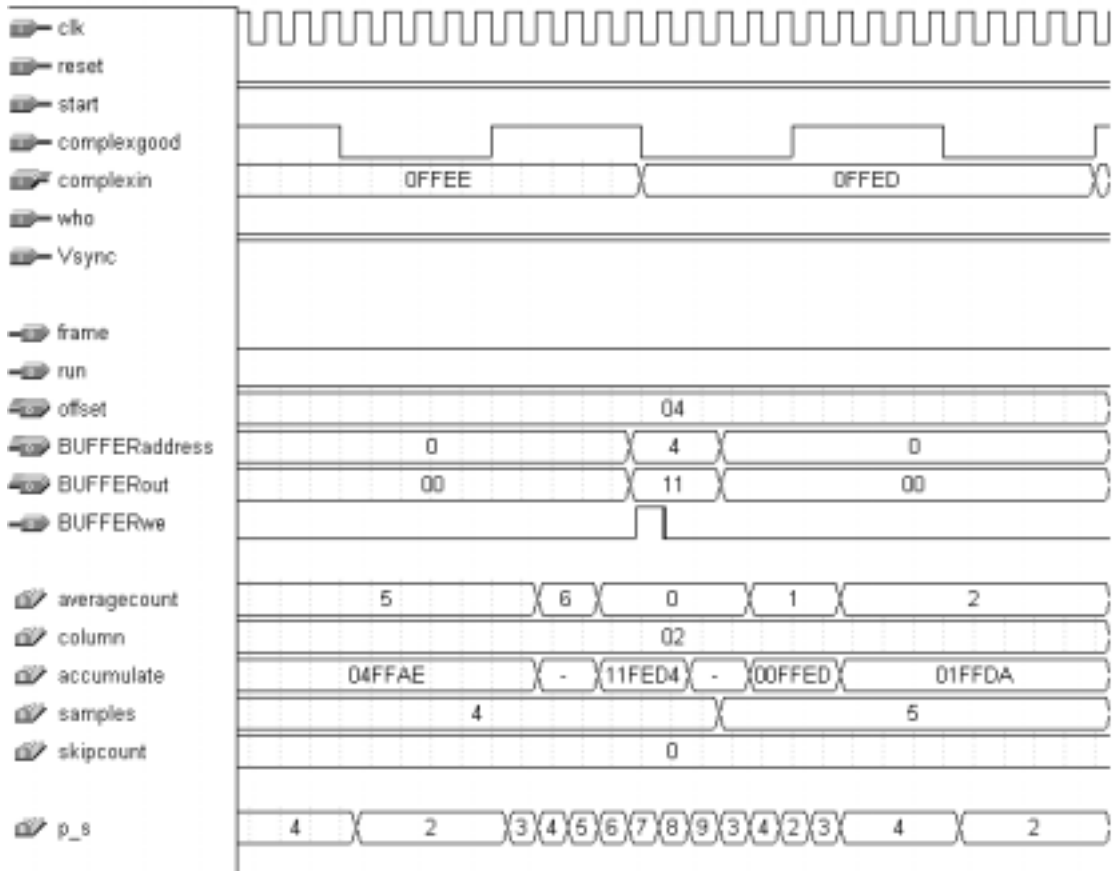 clk
reset
start
complexgood
complexin 0FFEE 0FFED
who
Vsync
frame
run
offset 04
BUFFERaddress 0 4 0
BUFFERout 00 11 00
BUFFERwe
averagecount 5 6 0 1 2
column 02
accumulate 04FFAE - 11FED4 - 00FFED 01FFDA
samples 4 5
skipcount 0
p_s 4 2 3 4 5 6 7 8 9 3 4 2 3 4 2